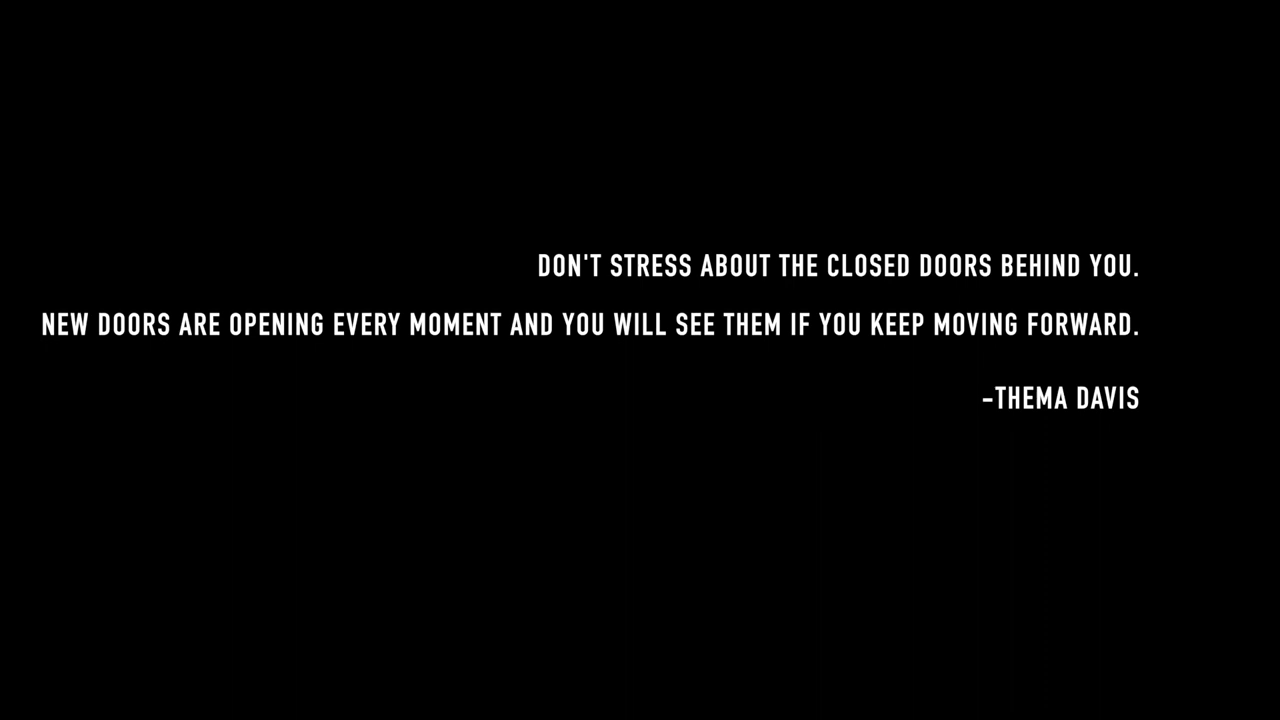 DON'T STRESS ABOUT THE CLOSED DOORS BEHIND YOU.
NEW DOORS ARE OPENING EVERY MOMENT AND YOU WILL SEE THEM IF YOU KEEP MOVING FORWARD.
-THEMA DAVIS